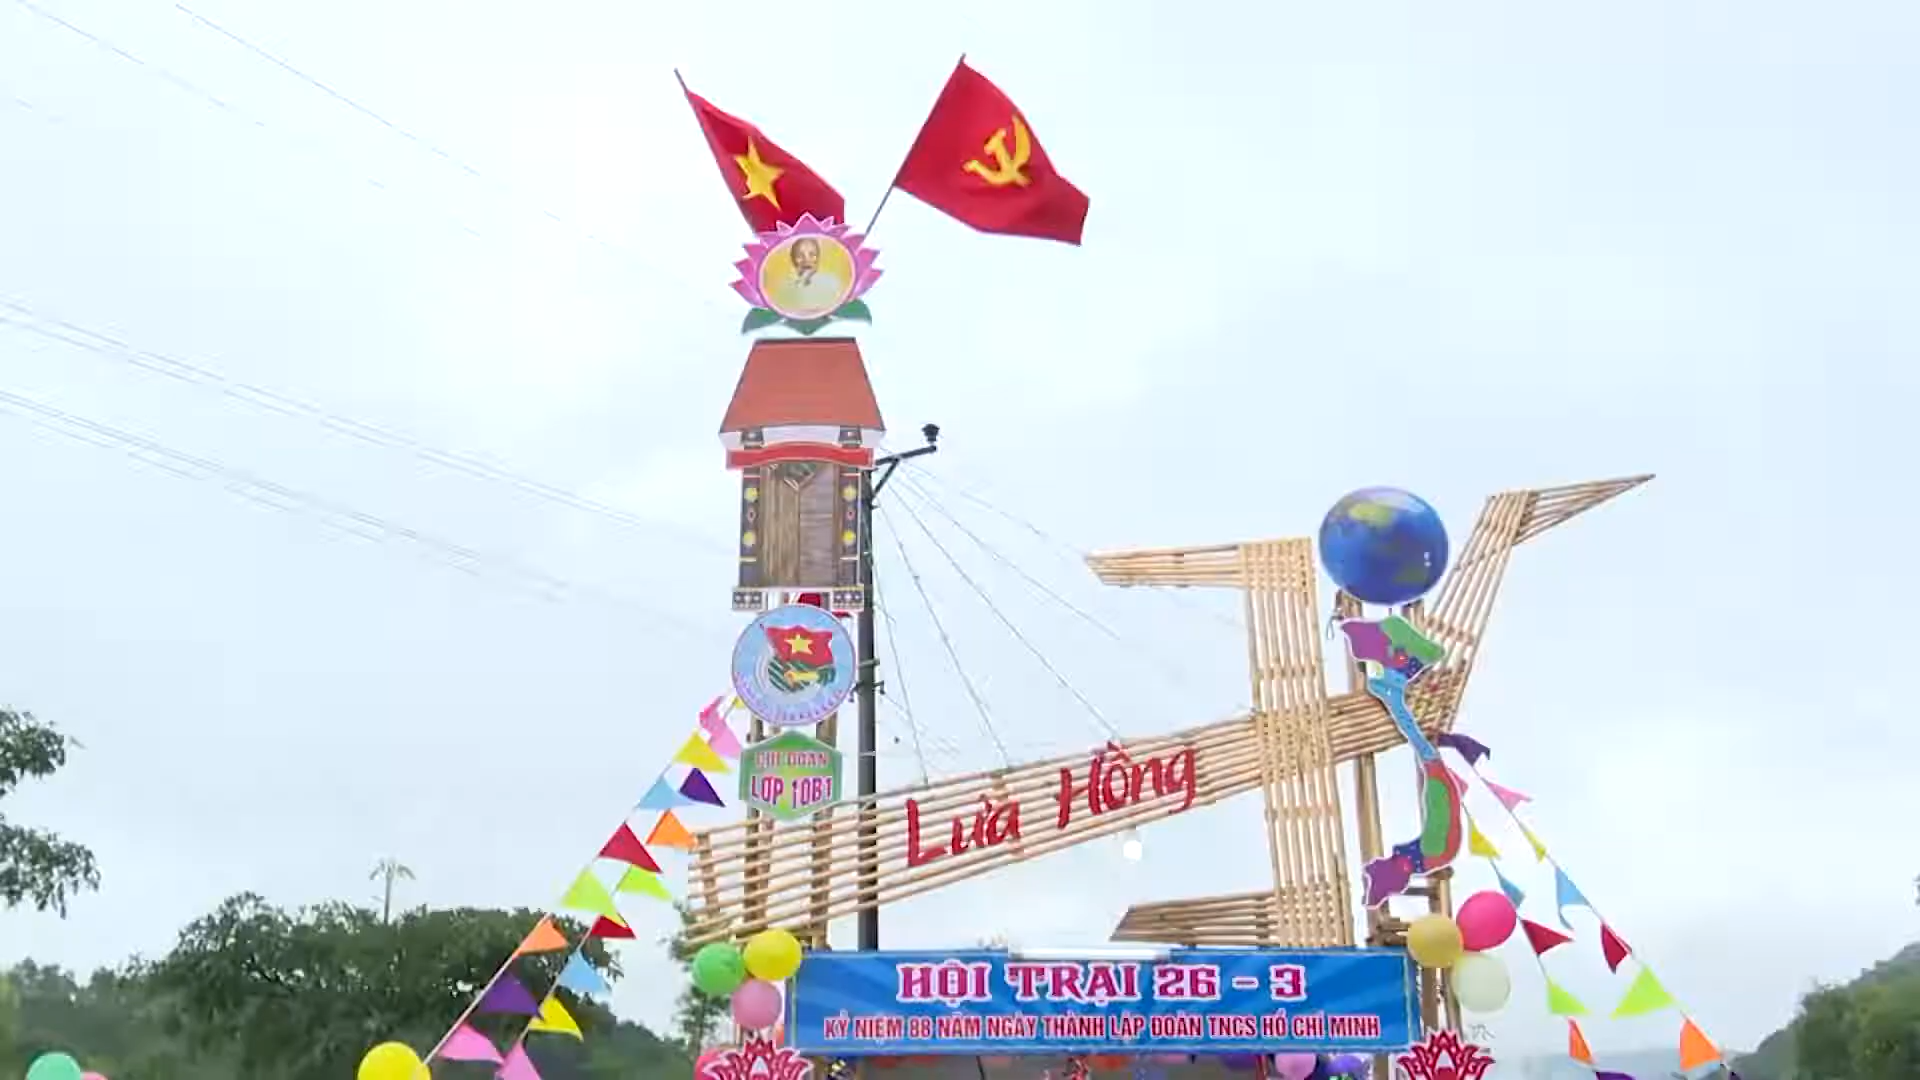 CHI ĐOÀN
LỚP 10B1
Lửa Hồng
HỘI TRẠI 26 - 3
KỶ NIỆM 88 NĂM NGÀY THÀNH LẬP ĐOÀN TNCS HỒ CHÍ MINH